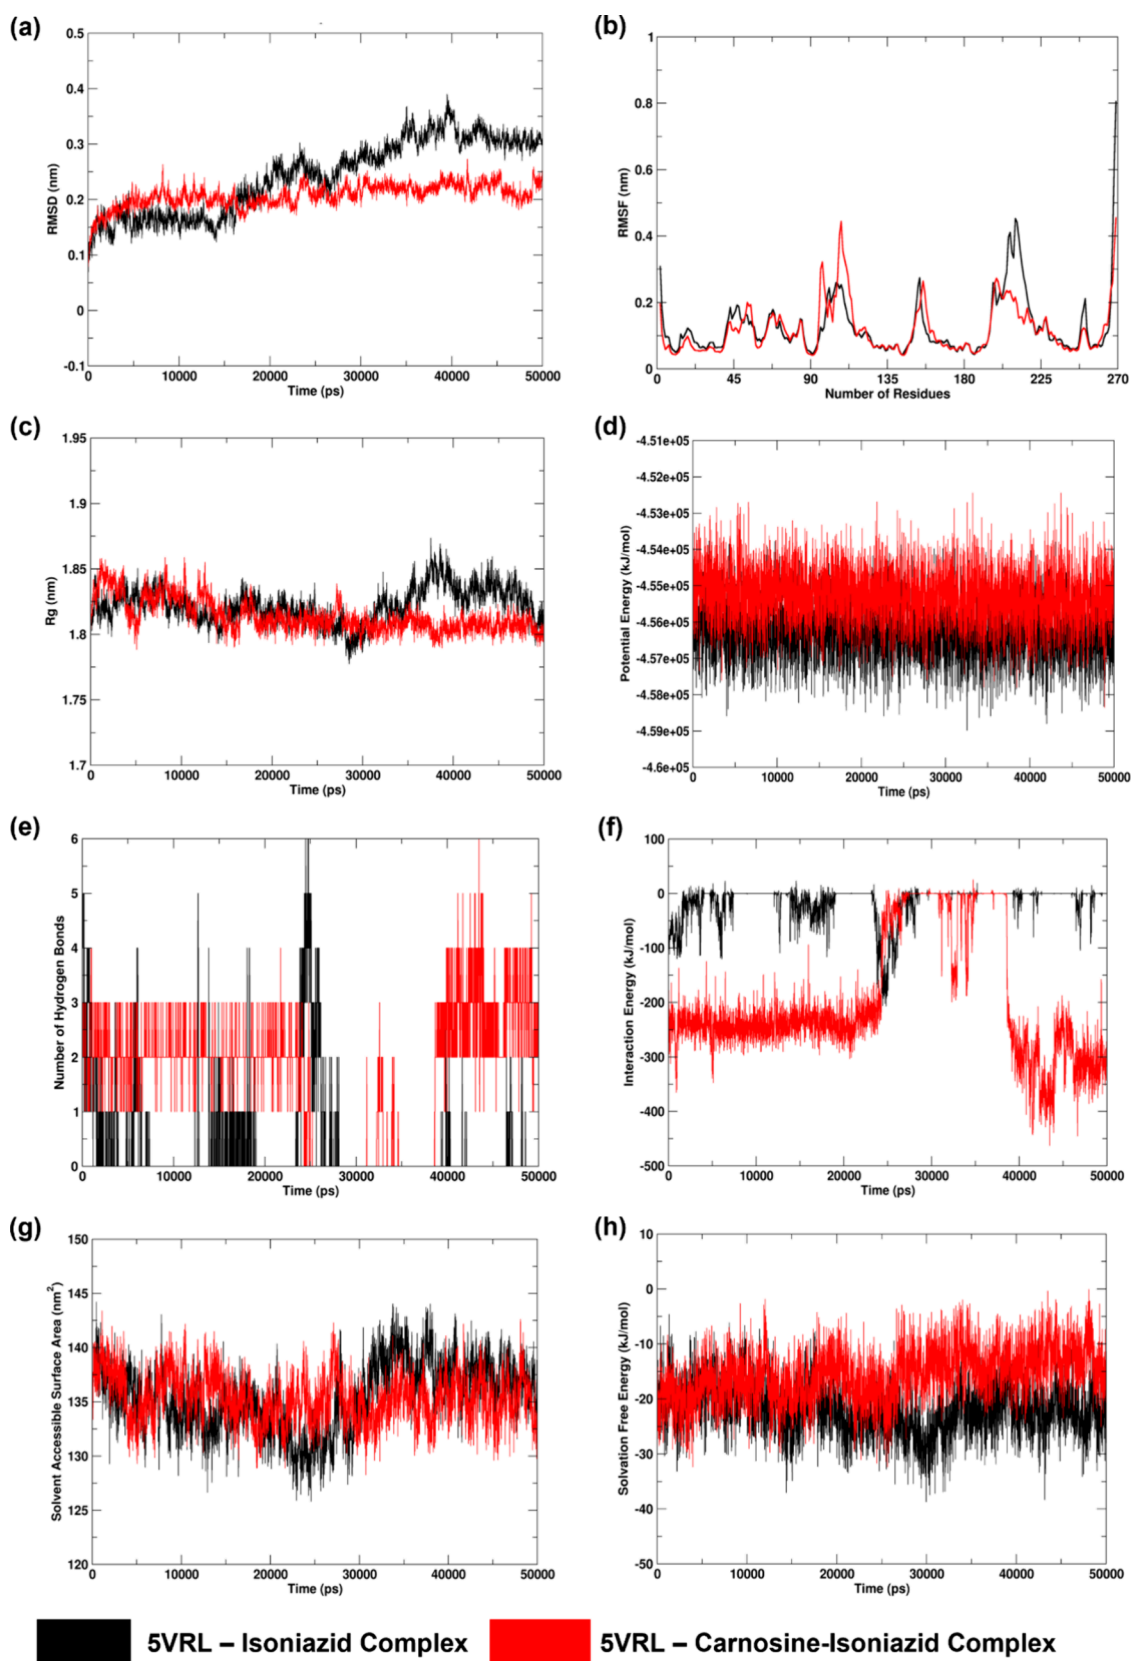 (a)
0.5
0.4
0.3
0.2
0.1
0
-0.1
RMSD (nm)
0 10000 20000 30000 40000 50000
Time (ps)
(b)
1
0.8
0.6
0.4
0.2
0
RMSF (nm)
0 45 90 135 180 225 270
Number of Residues
(c)
1.95
1.9
1.85
1.8
1.75
1.7
Rg (nm)
0 10000 20000 30000 40000 50000
Time (ps)
(d)
-4.51e+05
-4.52e+05
-4.53e+05
-4.54e+05
-4.55e+05
-4.56e+05
-4.57e+05
-4.58e+05
-4.59e+05
-4.6e+05
Potential Energy (kJ/mol)
0 10000 20000 30000 40000 50000
Time (ps)
(e)
6
5
4
3
2
1
0
Number of Hydrogen Bonds
0 10000 20000 30000 40000 50000
Time (ps)
(f)
100
0
-100
-200
-300
-400
-500
Interaction Energy (kJ/mol)
0 10000 20000 30000 40000 50000
Time (ps)
(g)
150
145
140
135
130
125
120
Solvent Accessible Surface Area (nm²)
0 10000 20000 30000 40000 50000
Time (ps)
(h)
10
0
-10
-20
-30
-40
-50
Solvation Free Energy (kJ/mol)
0 10000 20000 30000 40000 50000
Time (ps)
5VRL – Isoniazid Complex
5VRL – Carnosine-Isoniazid Complex